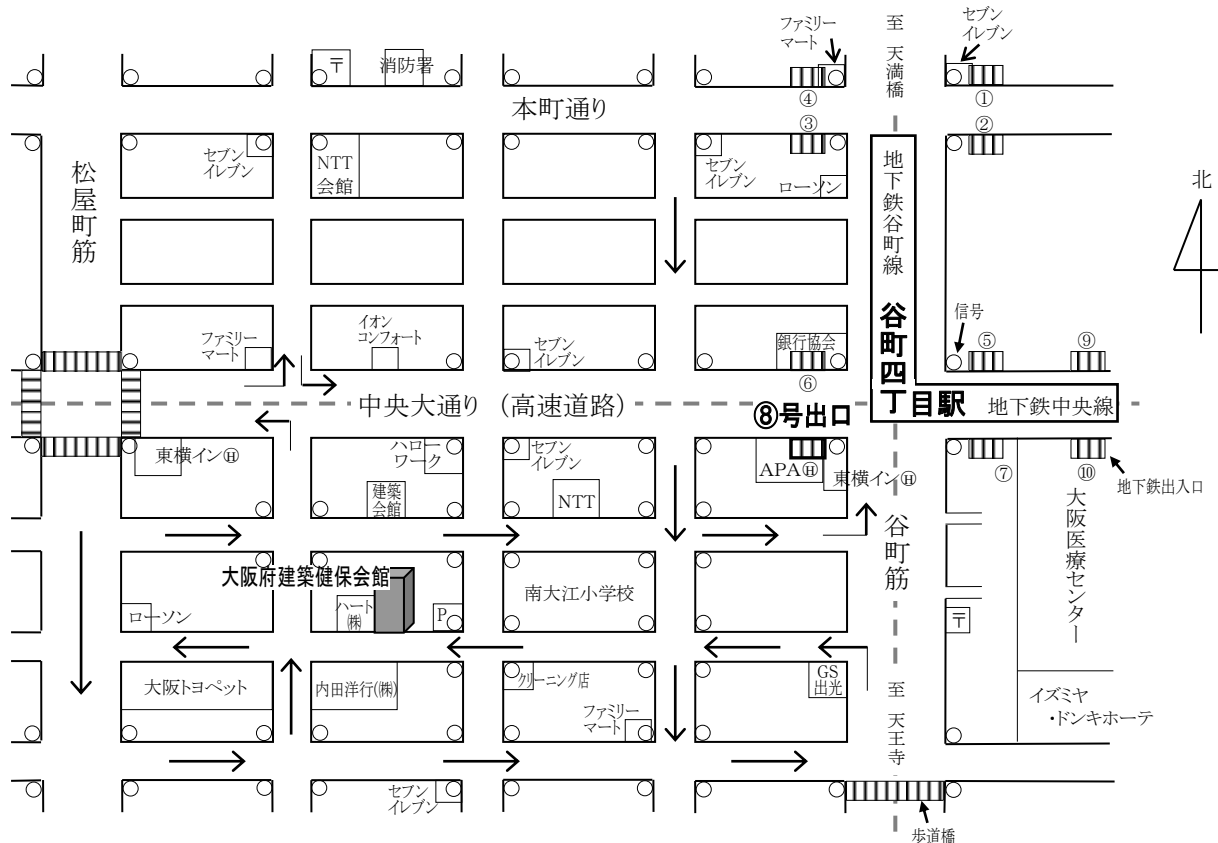 ファミリー
マート
至 天満橋
セブン
イレブン
〒
消防署
④
①
本町通り
③
②
松屋町筋
セブン
イレブン
NTT
会館
セブン
イレブン
ローソン
地下鉄谷町線
北
ファミリー
マート
イオン
コンフォート
セブン
イレブン
銀行協会
谷町四丁目駅
信号
⑤
⑨
⑥
中央大通り (高速道路)
⑧号出口
地下鉄中央線
東横インⒽ
ハロー
ワーク
セブン
イレブン
APAⒽ
東横インⒽ
⑦
⑩
地下鉄出入口
建築
会館
NTT
谷町筋
大阪医療センター
大阪府建築健保会館
ローソン
ハート
㈱
P
南大江小学校
〒
大阪トヨペット
内田洋行㈱
クリーニング店
ファミリー
マート
GS
出光
至 天王寺
イズミヤ
・ドンキホーテ
セブン
イレブン
歩道橋